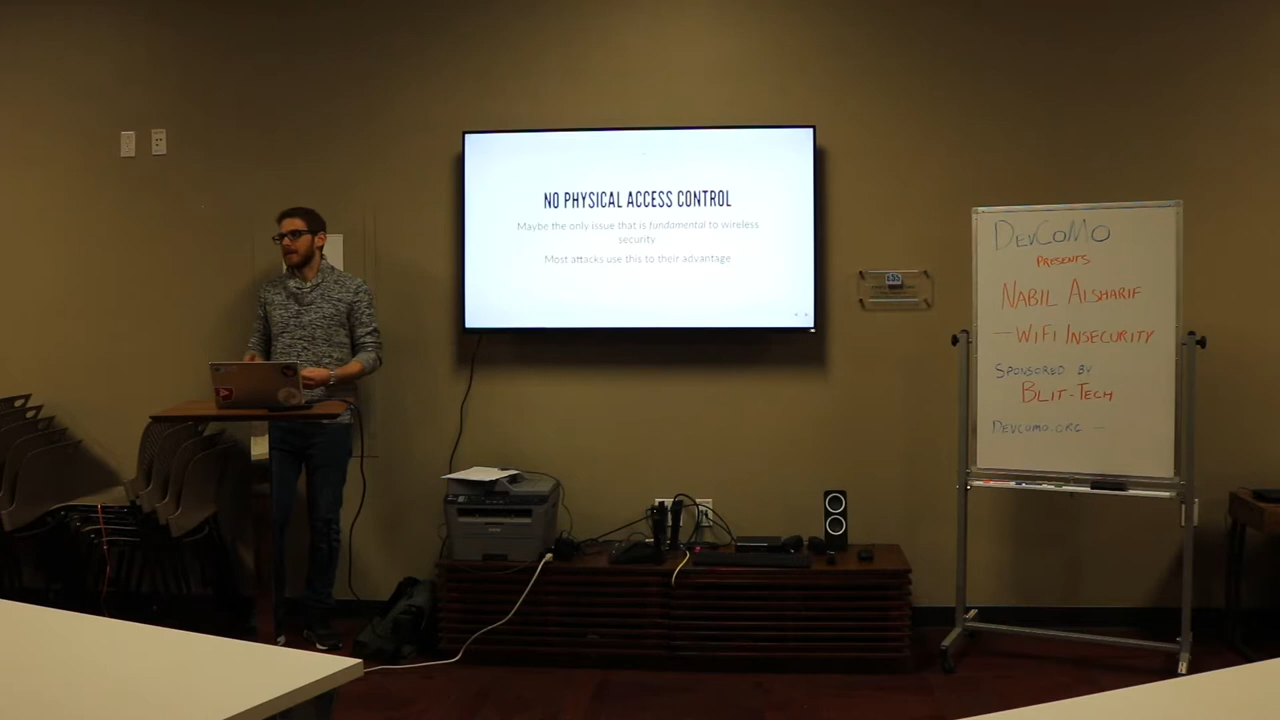 NO PHYSICAL ACCESS CONTROL
Maybe the only issue that is fundamental to wireless
security
Most attacks use this to their advantage
535
DEVCOMO
PRESENTS
NABIL ALSHARIF
- WIFI INSECURITY
SPONSORED BY
BLIT-TECH
DEVCOMO.ORG -